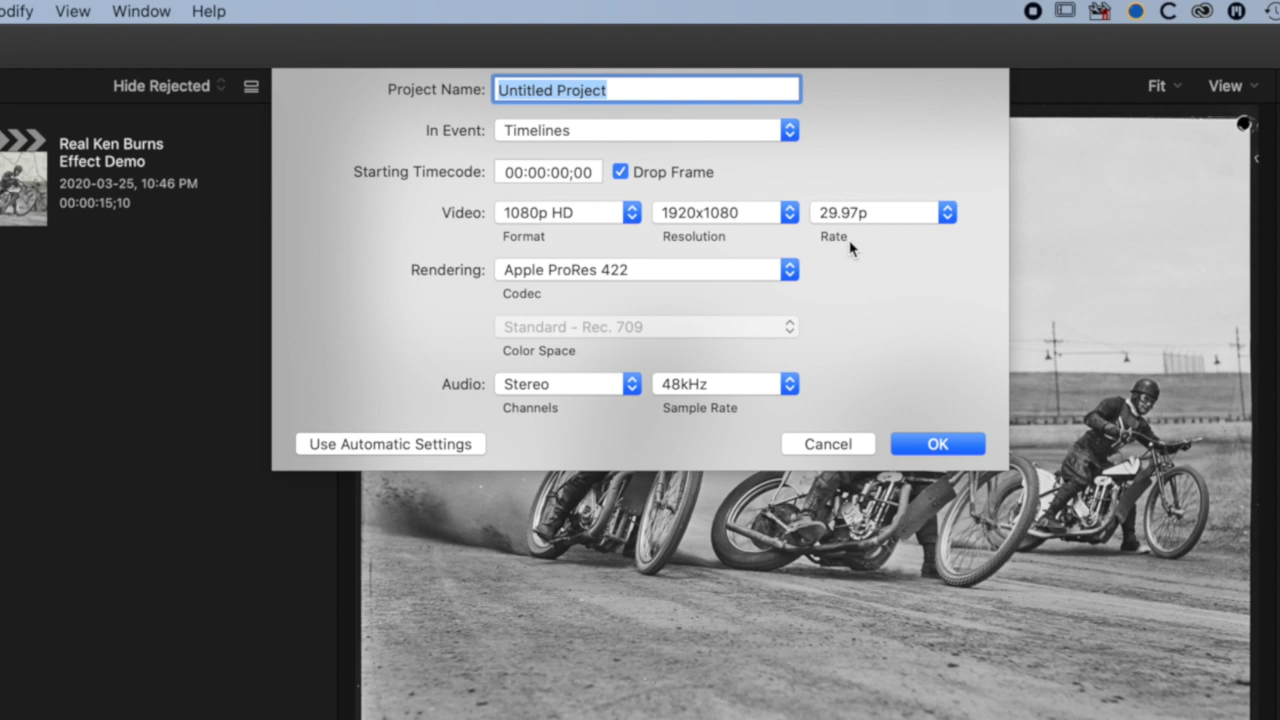 odify View Window Help
Hide Rejected
Fit View
Real Ken Burns
Effect Demo
2020-03-25, 10:46 PM
00:00:15;10
Project Name: Untitled Project
In Event: Timelines
Starting Timecode: 00:00:00;00 Drop Frame
Video: 1080p HD 1920x1080 29.97p
Format Resolution Rate
Rendering: Apple ProRes 422
Codec
Standard - Rec. 709
Color Space
Audio: Stereo 48kHz
Channels Sample Rate
Use Automatic Settings Cancel OK